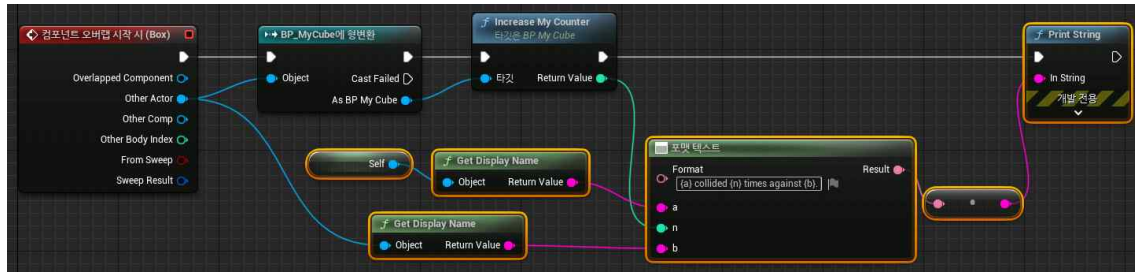 컴포넌트 오버랩 시작 시 (Box)
Overlapped Component
Other Actor
Other Comp
Other Body Index
From Sweep
Sweep Result
BP_MyCube에 형변환
Object
Cast Failed
As BP My Cube
f Increase My Counter
타깃은 BP My Cube
타깃
Return Value
Self
f Get Display Name
Object
Return Value
f Get Display Name
Object
Return Value
포맷 텍스트
Format
Result
{a} collided {n} times against {b}.
a
n
b
f Print String
In String
개발 전용